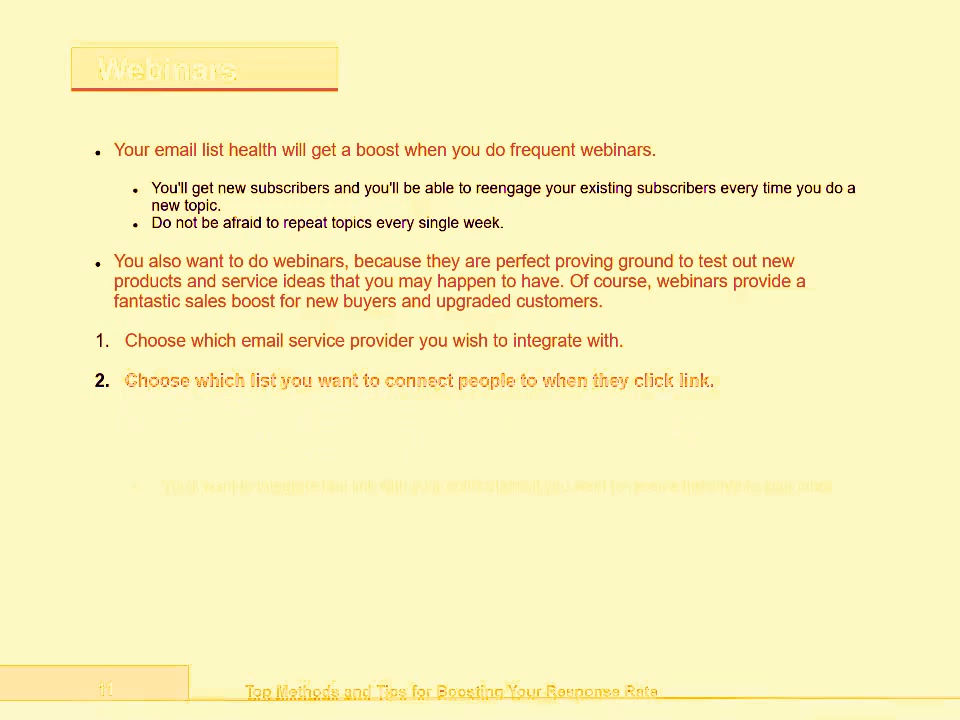 Webinars
• Your email list health will get a boost when you do frequent webinars.
• You'll get new subscribers and you'll be able to reengage your existing subscribers every time you do a
new topic.
• Do not be afraid to repeat topics every single week.
• You also want to do webinars, because they are perfect proving ground to test out new
products and service ideas that you may happen to have. Of course, webinars provide a
fantastic sales boost for new buyers and upgraded customers.
1. Choose which email service provider you wish to integrate with.
2. Choose which list you want to connect people to when they click link.
11
Top Methods and Tips for Boosting Your Response Rate